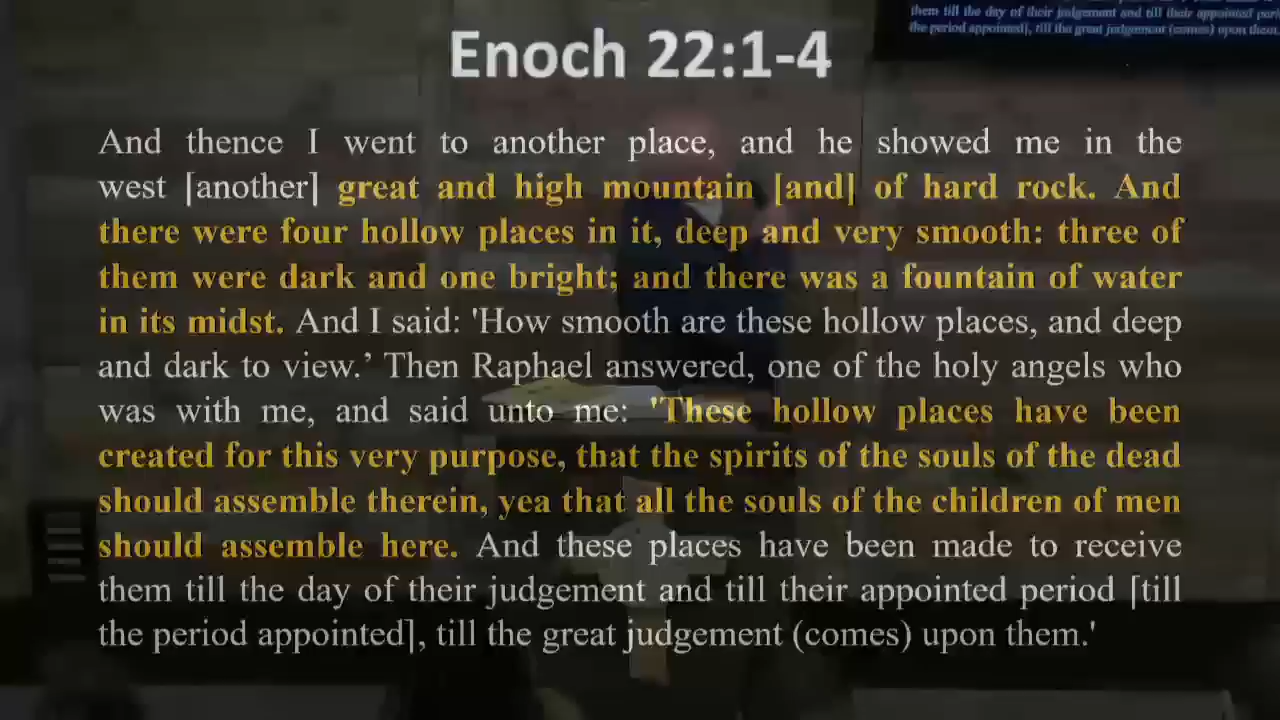 them till the day of their judgement and till their appointed
the period appointed], till the great judgement (comes) upon them.
Enoch 22:1-4
And thence I went to another place, and he showed me in the
west [another] great and high mountain [and] of hard rock. And
there were four hollow places in it, deep and very smooth: three of
them were dark and one bright; and there was a fountain of water
in its midst. And I said: 'How smooth are these hollow places, and deep
and dark to view.’ Then Raphael answered, one of the holy angels who
was with me, and said unto me: 'These hollow places have been
created for this very purpose, that the spirits of the souls of the dead
should assemble therein, yea that all the souls of the children of men
should assemble here. And these places have been made to receive
them till the day of their judgement and till their appointed period [till
the period appointed], till the great judgement (comes) upon them.'